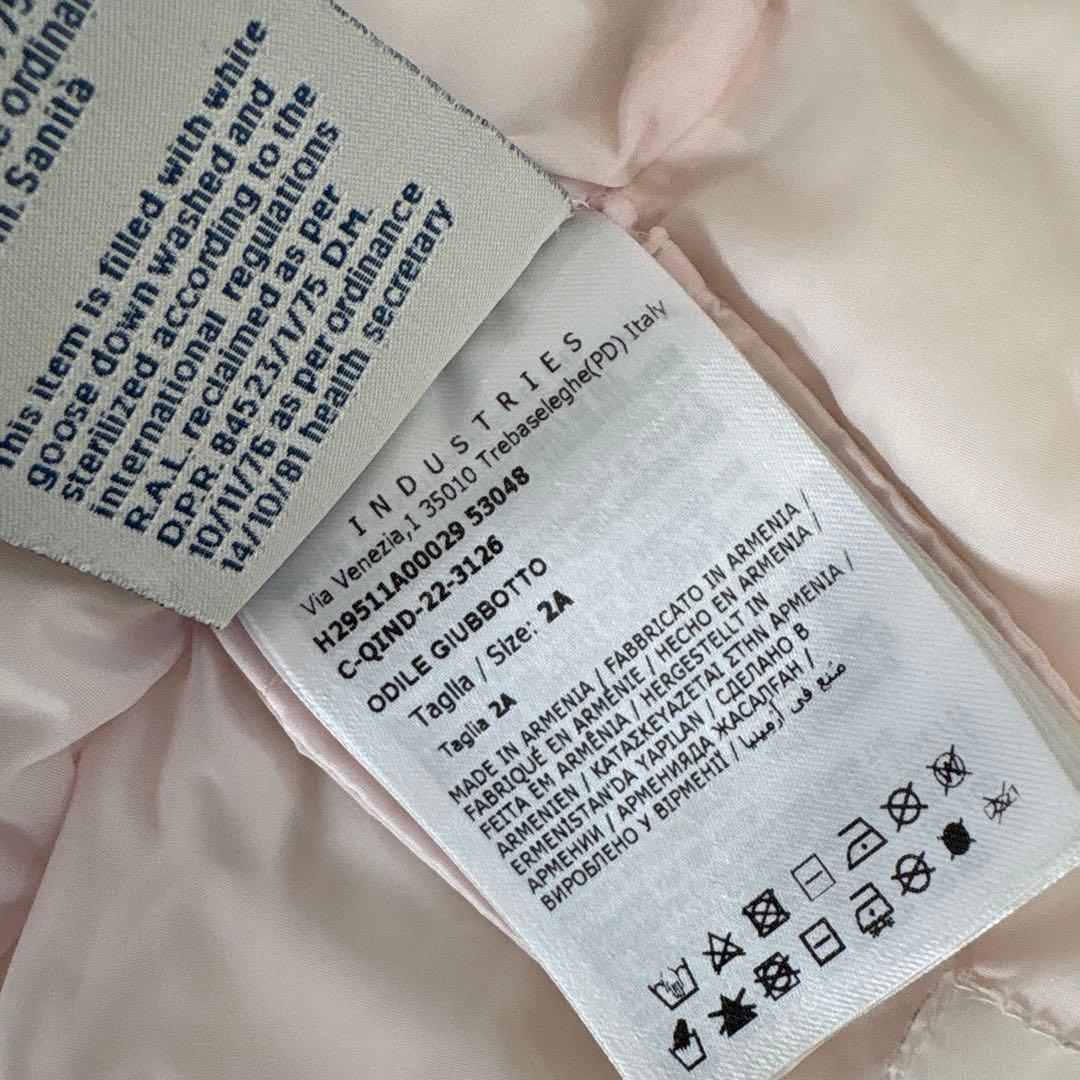 e ordinan
m. Sanità
This item is filled with white
goose down washed and
sterilized according to the
international regulations
R.A.L. reclaimed as per
D.P.R. 84523/1/75 D.M.
10/11/76 as per ordinance
14/10/81 health secretary
INDUSTRIES
Via Venezia,1 35010 Trebaseleghe(PD) Italy
H29511A00029 53048
C-QIND-22-3126
ODILE GIUBBOTTO
Taglia / Size: 2A
Taglia 2A
MADE IN ARMENIA / FABBRICATO IN ARMENIA /
FABRIQUÉ EN ARMÉNIE / HECHO EN ARMENIA /
FEITA EM ARMÊNIA / HERGESTELLT IN
ARMENIEN / ΚΑΤΑΣΚΕΥΑΖΕΤΑΙ ΣΤΗΝ ΑΡΜΕΝΙΑ /
ERMENISTAN'DA YAPILAN / СДЕЛАНО В
АРМЕНИИ / АРМЕНИЯДА ЖАСАЛҒАН /
ВИРОБЛЕНО У ВІРМЕНІЇ / صنع في أرمينيا